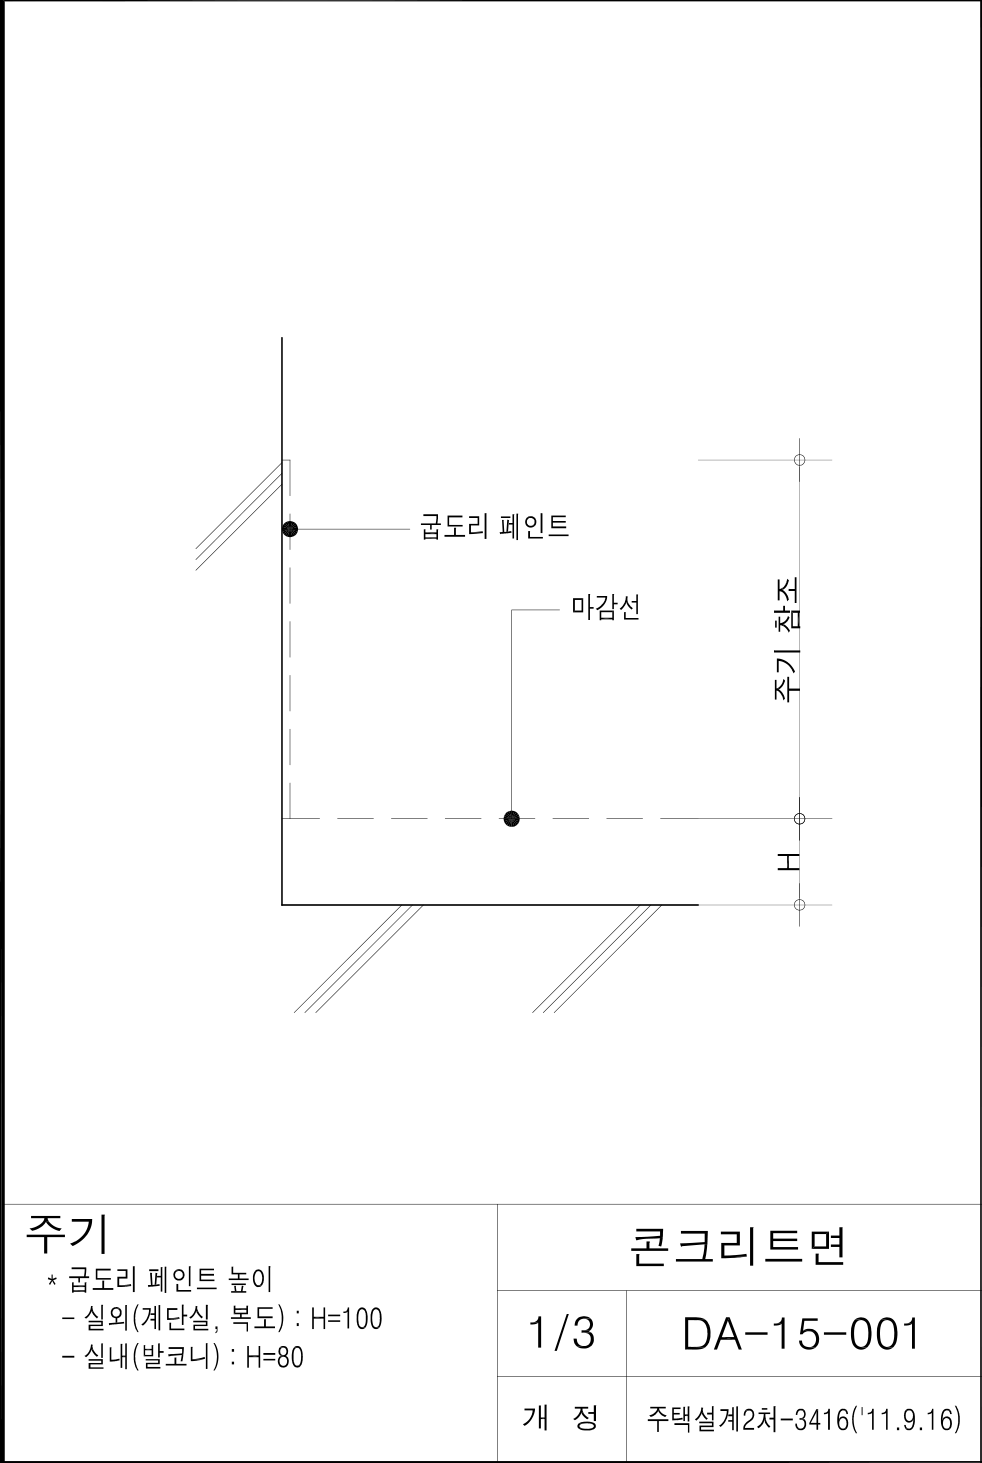 굽도리 페인트
마감선
주기 참조
H
주기
* 굽도리 페인트 높이
- 실외(계단실, 복도) : H=100
- 실내(발코니) : H=80
콘크리트면
1/3
DA-15-001
개 정
주택설계2처-3416('11.9.16)